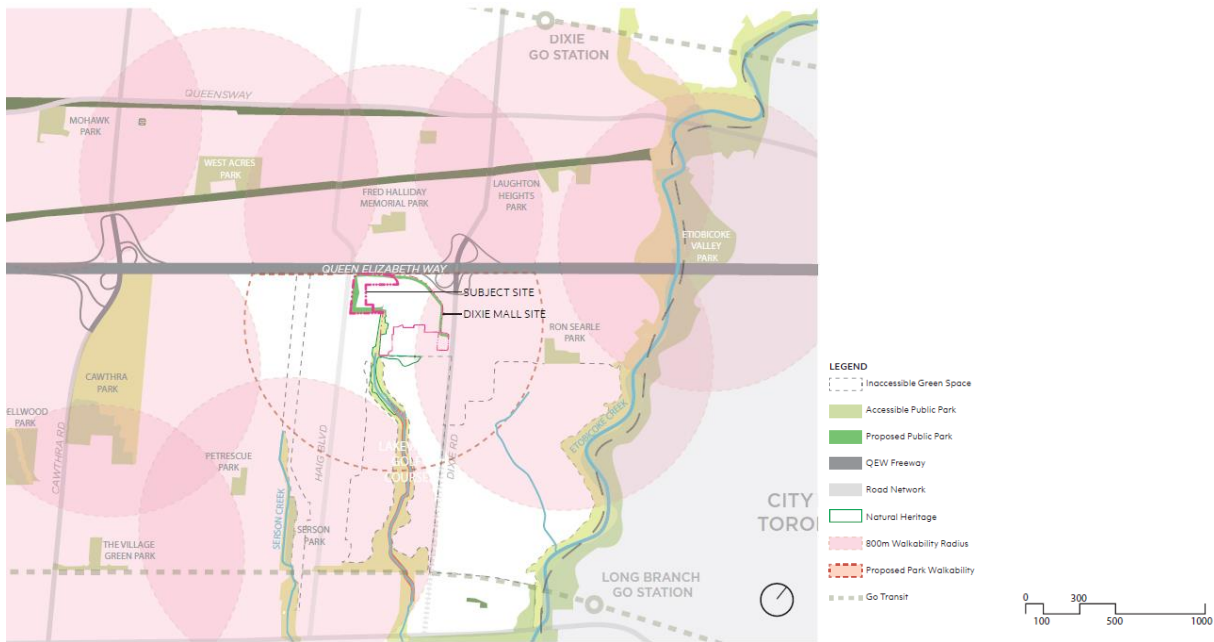 DIXIE
GO STATION
QUEENSWAY
MOHAWK
PARK
WEST ACRES
PARK
FRED HALLIDAY
MEMORIAL PARK
LAUGHTON
HEIGHTS
PARK
ETIOBICOKE
VALLEY
PARK
QUEEN ELIZABETH WAY
SUBJECT SITE
DIXIE MALL SITE
RON SEARLE
PARK
CAWTHRA
PARK
ELLWOOD
PARK
CAWTHRA RD
PETRESCUE
PARK
HAIG BLVD
GOLF
COURSE
DIXIE RD
ETOBICOKE CREEK
SERSON CREEK
SERSON
PARK
THE VILLAGE
GREEN PARK
CITY
TORO
LONG BRANCH
GO STATION
LEGEND
Inaccessible Green Space
Accessible Public Park
Proposed Public Park
QEW Freeway
Road Network
Natural Heritage
800m Walkability Radius
Proposed Park Walkability
Go Transit
0 300
100 500 1000